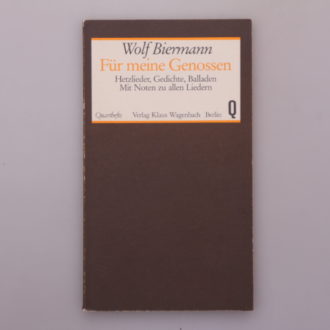 Wolf Biermann
Für meine Genossen
Hetzlieder, Gedichte, Balladen
Mit Noten zu allen Liedern
Quarthefte Verlag Klaus Wagenbach Berlin Q